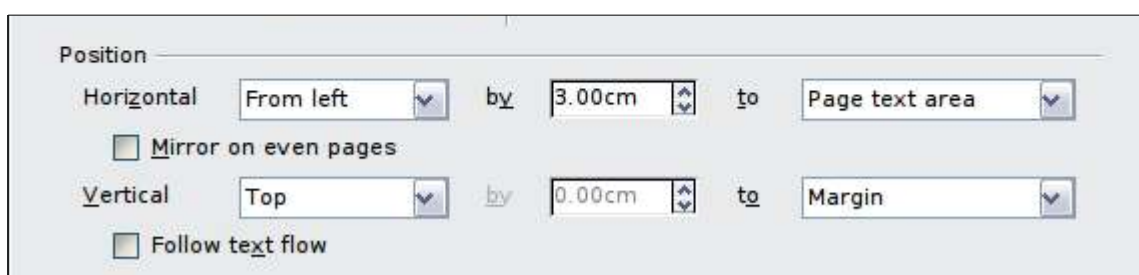 Position
Horizontal From left by 3.00cm to Page text area
Mirror on even pages
Vertical Top by 0.00cm to Margin
Follow text flow